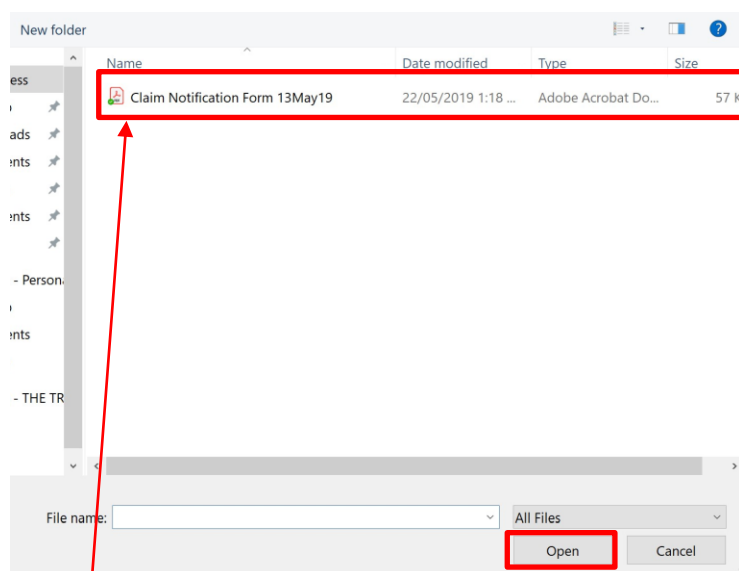 New folder
Name Date modified Type Size
ess
Claim Notification Form 13May19 22/05/2019 1:18 ... Adobe Acrobat Do... 57 K
ads
ents
ents
- Person
ents
- THE TR
File name: All Files
Open Cancel